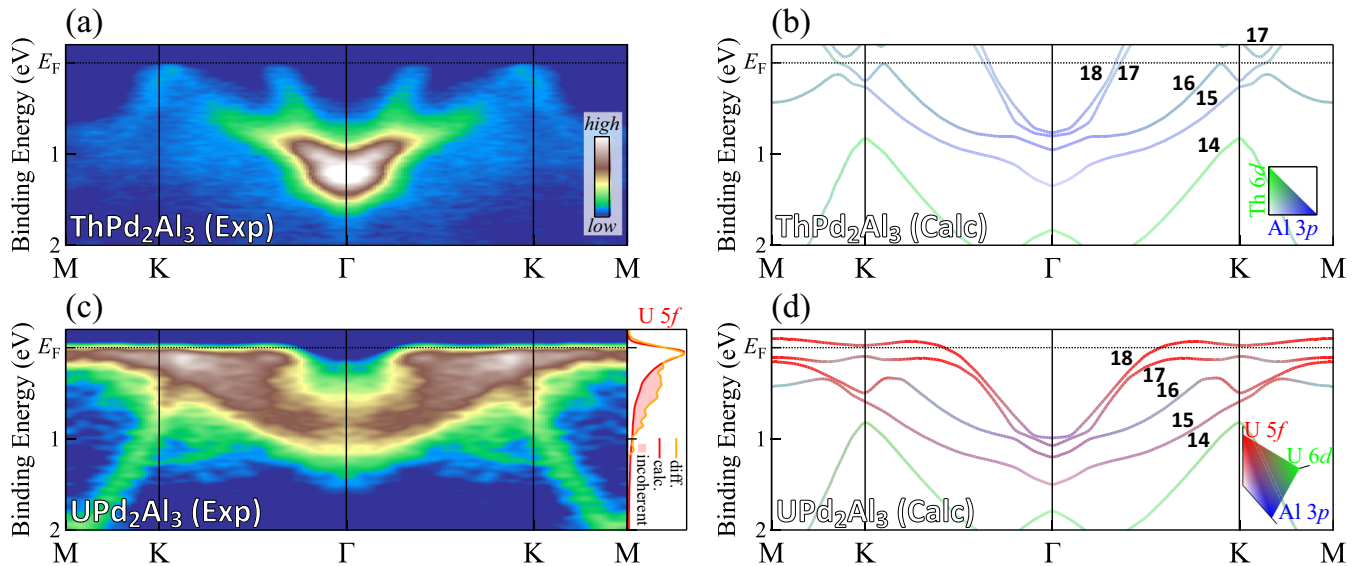 (a)
Binding Energy (eV)
E_F
1
2
high
low
ThPd₂Al₃ (Exp)
M K Γ K M
(b)
Binding Energy (eV)
E_F
1
2
17
18 17
16
15
14
Th 6d
Al 3p
ThPd₂Al₃ (Calc)
M K Γ K M
(c)
Binding Energy (eV)
E_F
1
2
U 5f
diff.
calc.
incoherent
UPd₂Al₃ (Exp)
M K Γ K M
(d)
Binding Energy (eV)
E_F
1
2
18
17
16
15
14
U 5f
U 6d
Al 3p
UPd₂Al₃ (Calc)
M K Γ K M